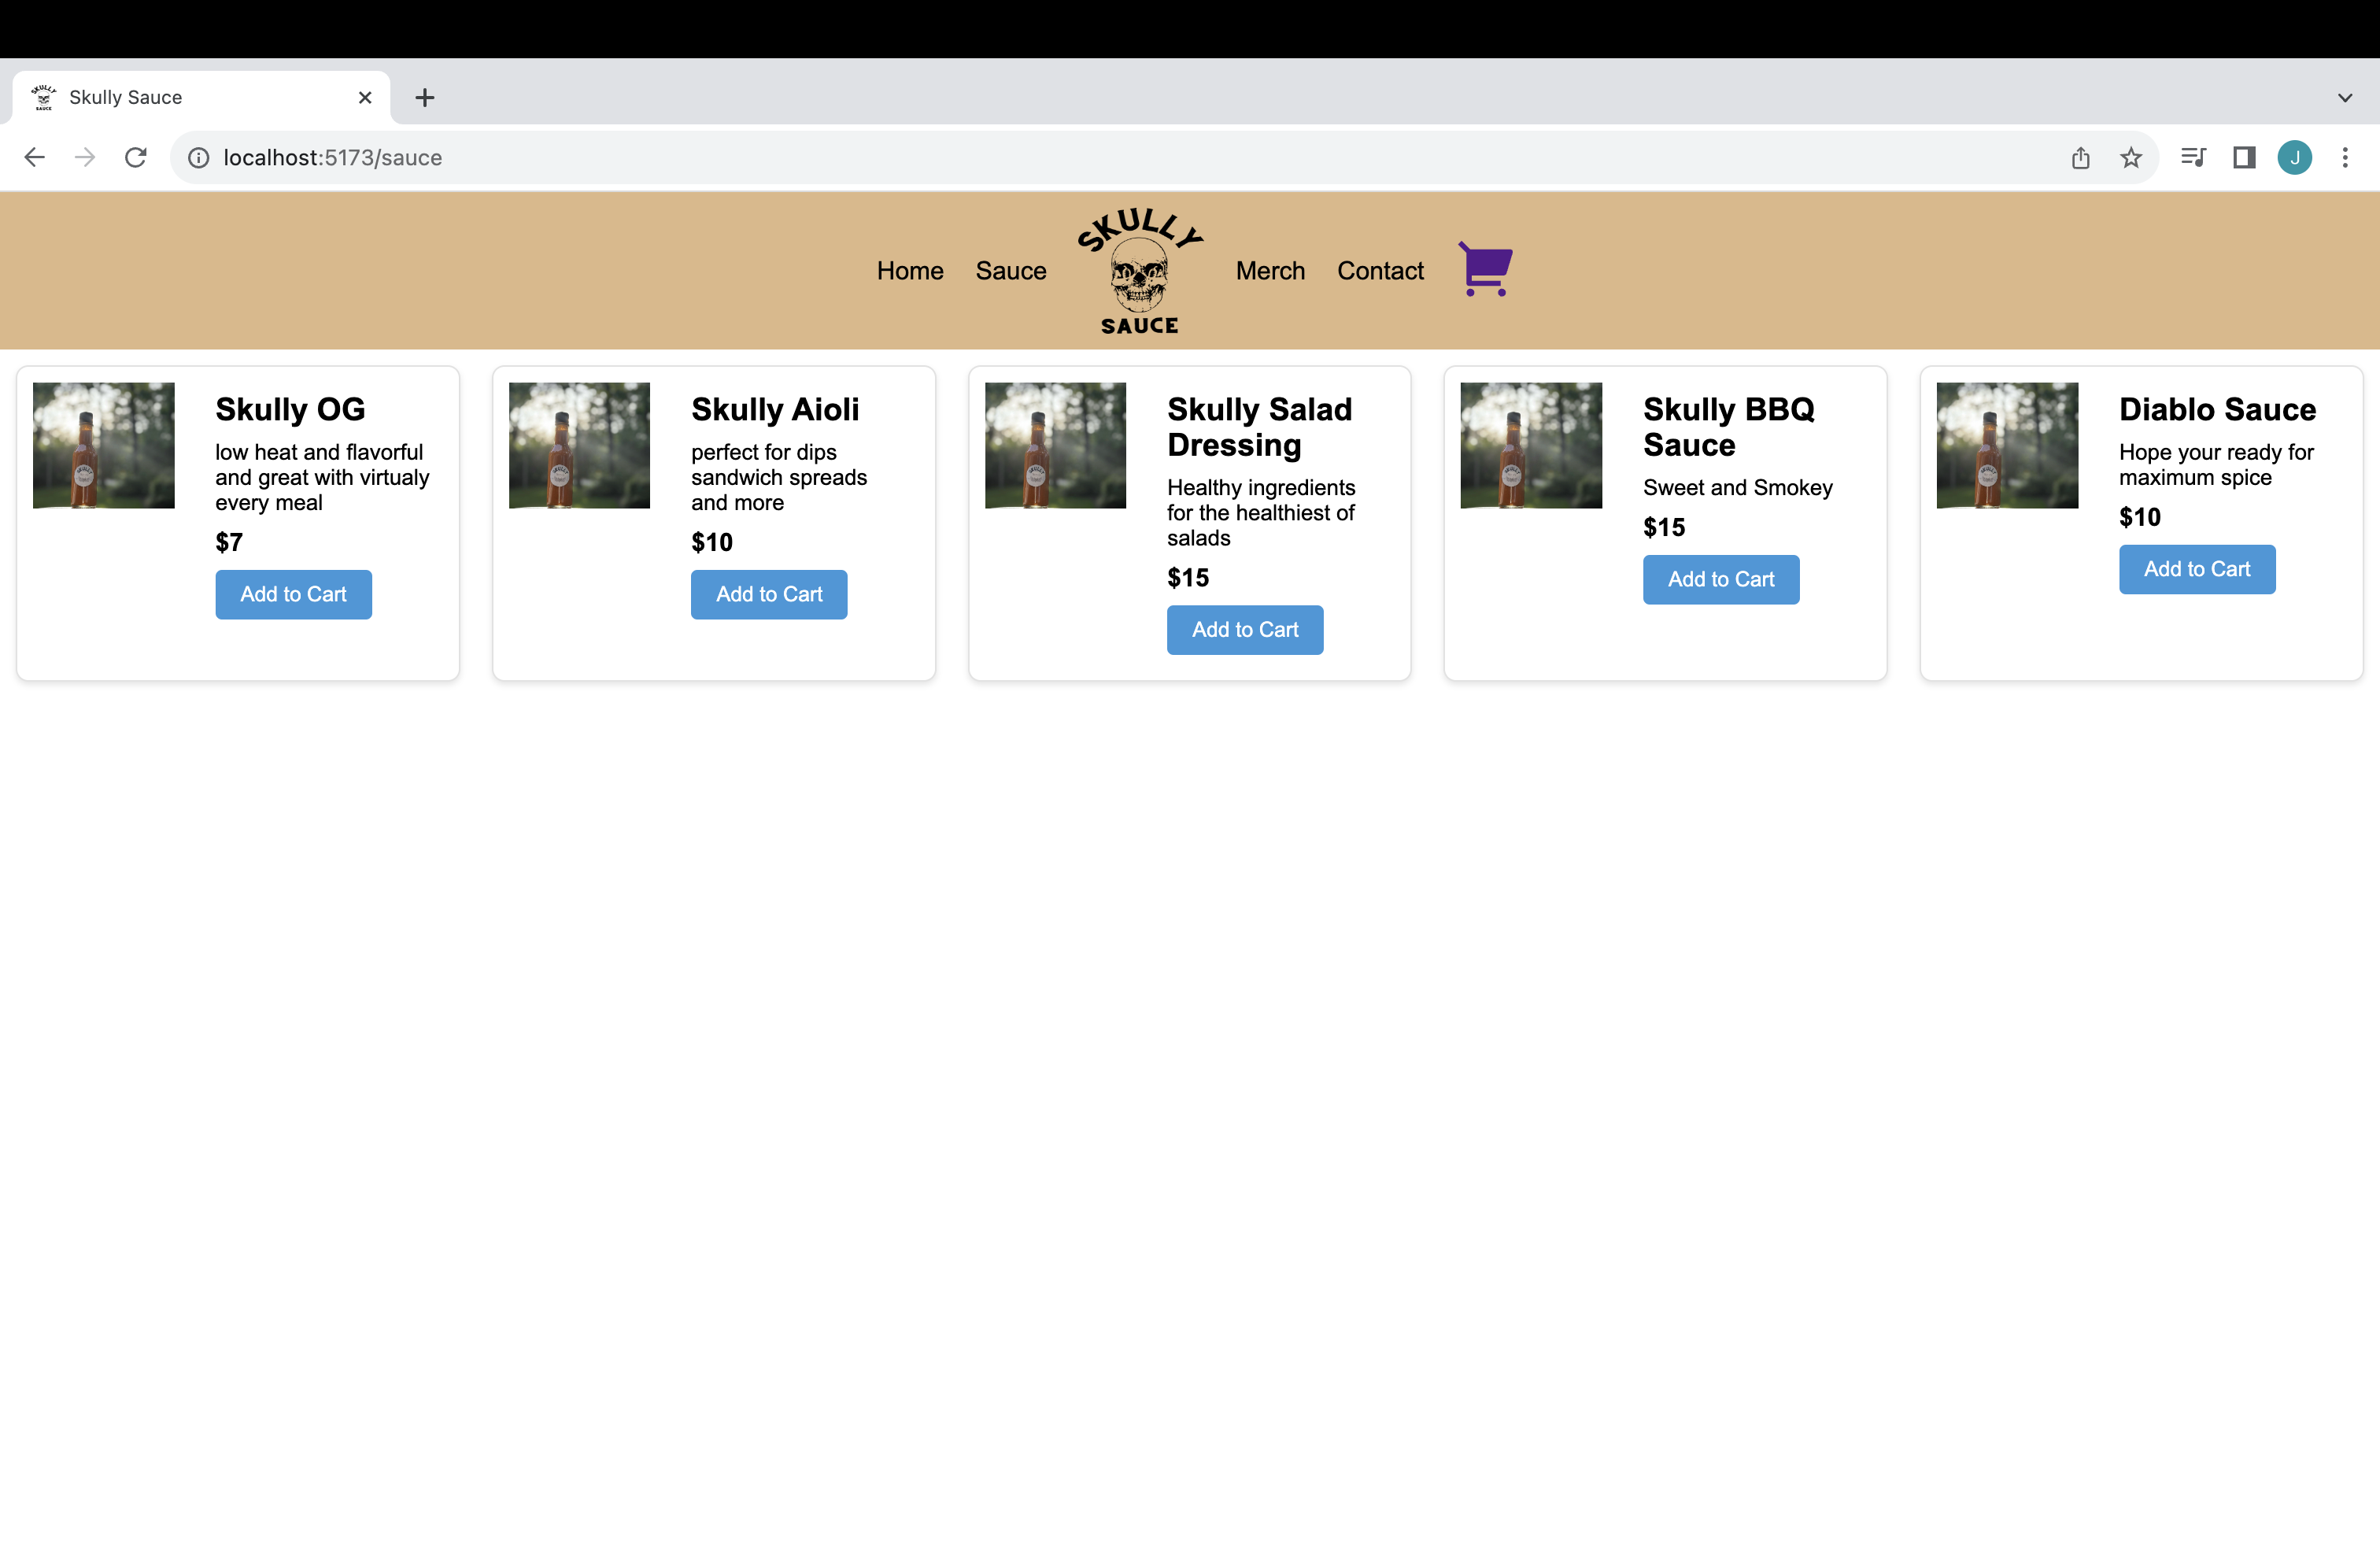 Skully Sauce
localhost:5173/sauce
J
Home
Sauce
SKULLY
SAUCE
Merch
Contact
Skully OG
low heat and flavorful
and great with virtualy
every meal
$7
Add to Cart
Skully Aioli
perfect for dips
sandwich spreads
and more
$10
Add to Cart
Skully Salad
Dressing
Healthy ingredients
for the healthiest of
salads
$15
Add to Cart
Skully BBQ
Sauce
Sweet and Smokey
$15
Add to Cart
Diablo Sauce
Hope your ready for
maximum spice
$10
Add to Cart